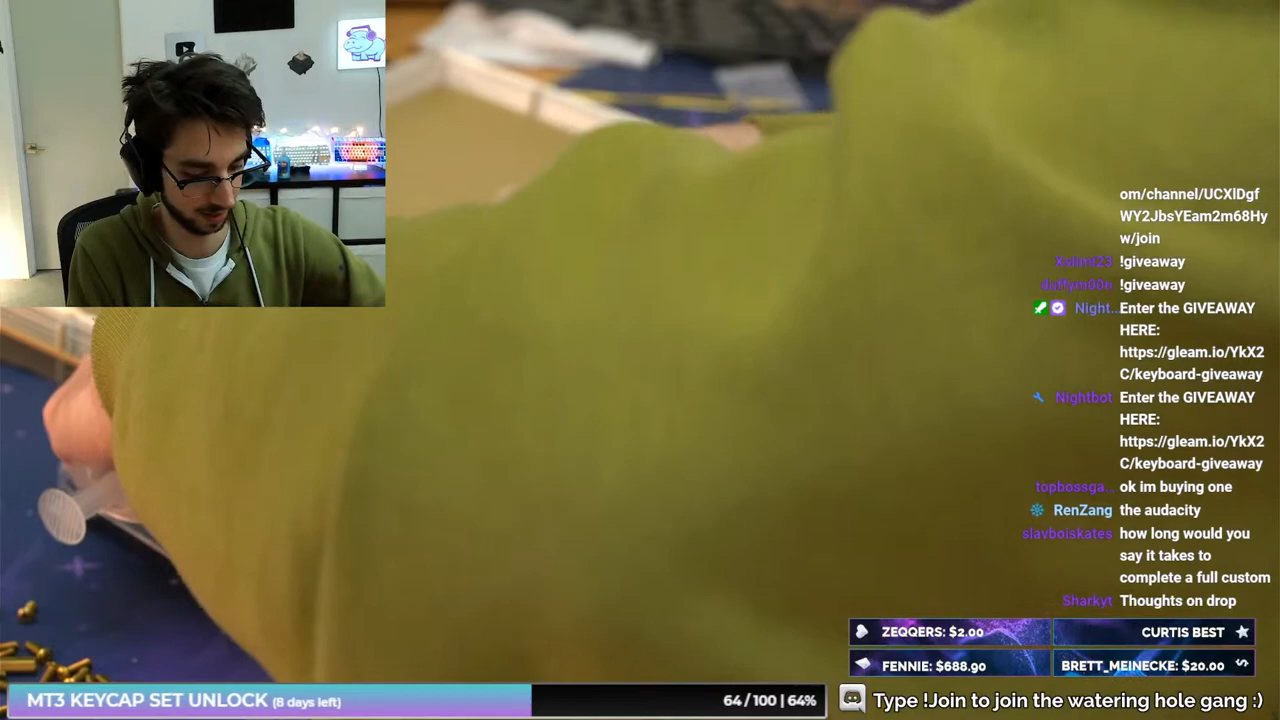 om/channel/UCXlDgf
WY2JbsYEam2m68Hy
w/join
Xslimi23 !giveaway
duffym00n !giveaway
Night... Enter the GIVEAWAY
HERE:
https://gleam.io/YkX2
C/keyboard-giveaway
Nightbot Enter the GIVEAWAY
HERE:
https://gleam.io/YkX2
C/keyboard-giveaway
topbossga... ok im buying one
RenZang the audacity
slavboiskates how long would you
say it takes to
complete a full custom
Sharkyt Thoughts on drop
ZEQQERS: $2.00 CURTIS BEST
FENNIE: $688.90 BRETT_MEINECKE: $20.00
MT3 KEYCAP SET UNLOCK (8 days left) 64 / 100 | 64% Type !Join to join the watering hole gang :)